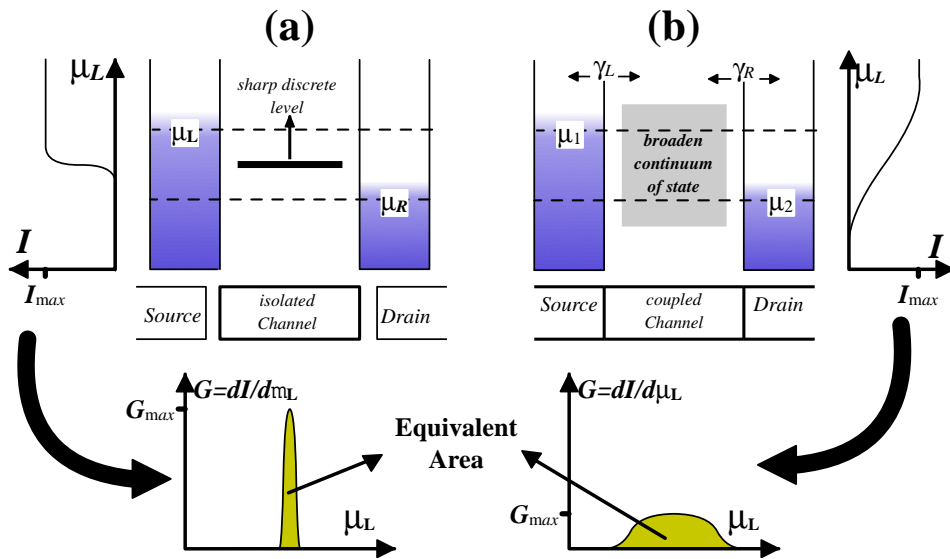 (a)
(b)
μL
sharp discrete
level
μL
μR
I
Imax
Source
isolated
Channel
Drain
γL
γR
μL
μ1
broaden
continuum
of state
μ2
I
Imax
Source
coupled
Channel
Drain
G=dI/dmL
Gmax
μL
Equivalent
Area
G=dI/dμL
Gmax
μL